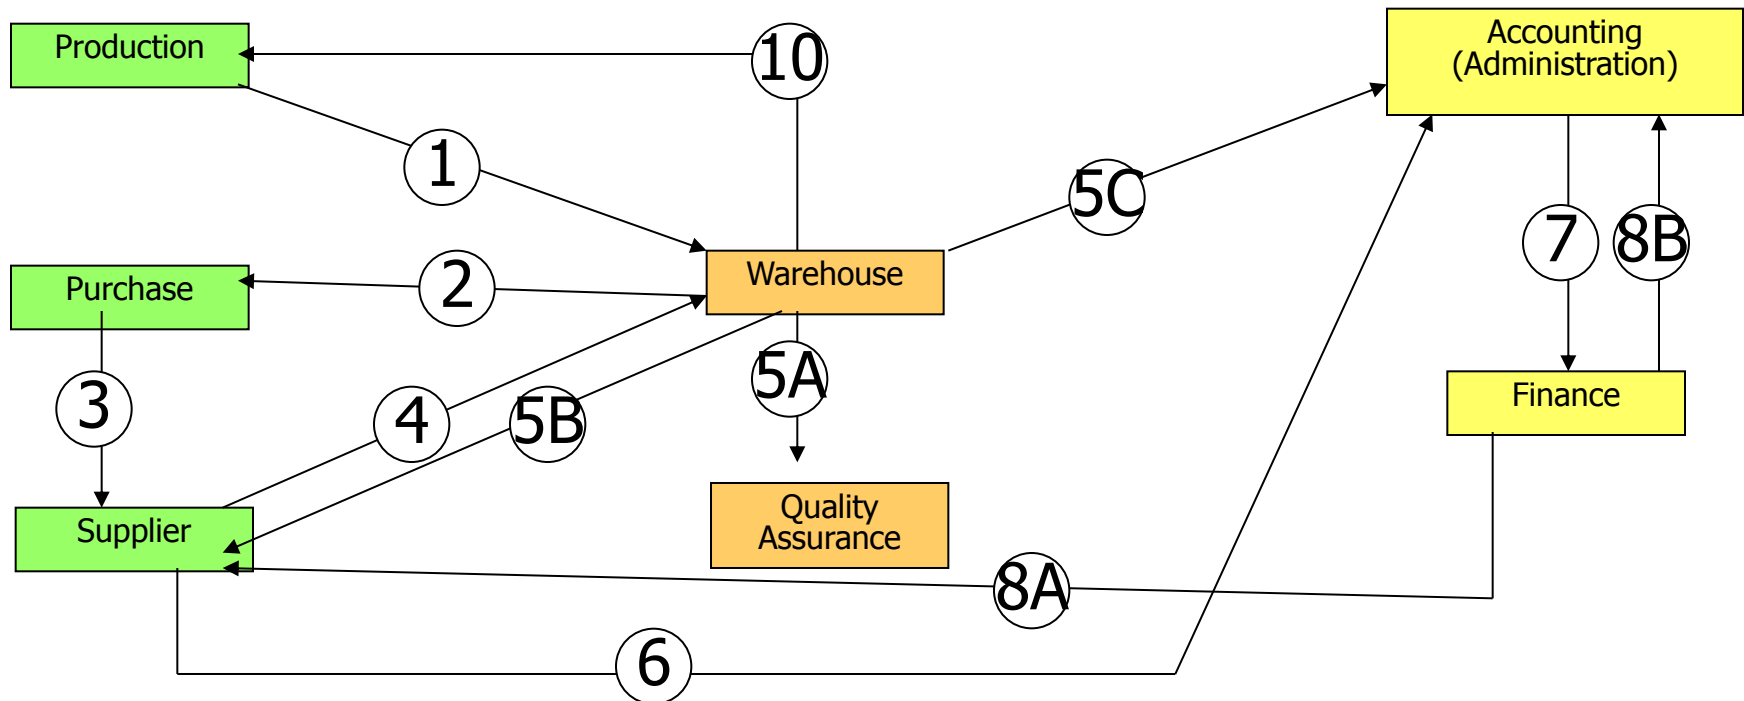 Production
10
Accounting
(Administration)
1
5C
7
8B
Purchase
2
Warehouse
3
4
5B
5A
Finance
Supplier
Quality
Assurance
8A
6